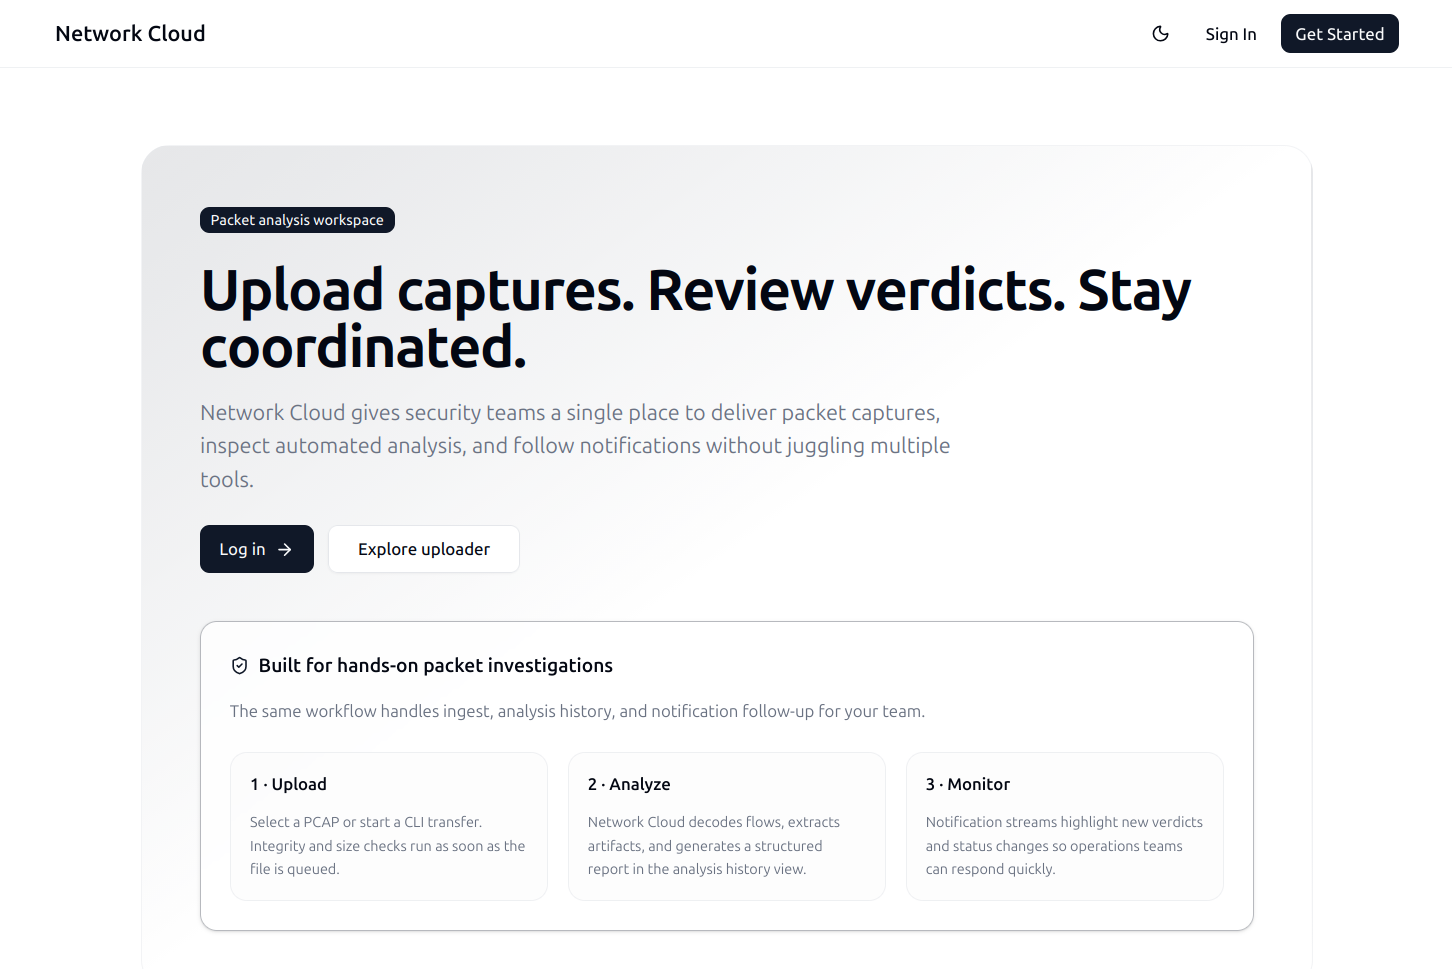 Network Cloud
Sign In
Get Started
Packet analysis workspace
Upload captures. Review verdicts. Stay
coordinated.
Network Cloud gives security teams a single place to deliver packet captures,
inspect automated analysis, and follow notifications without juggling multiple
tools.
Log in
Explore uploader
Built for hands-on packet investigations
The same workflow handles ingest, analysis history, and notification follow-up for your team.
1 · Upload
Select a PCAP or start a CLI transfer.
Integrity and size checks run as soon as the
file is queued.
2 · Analyze
Network Cloud decodes flows, extracts
artifacts, and generates a structured
report in the analysis history view.
3 · Monitor
Notification streams highlight new verdicts
and status changes so operations teams
can respond quickly.